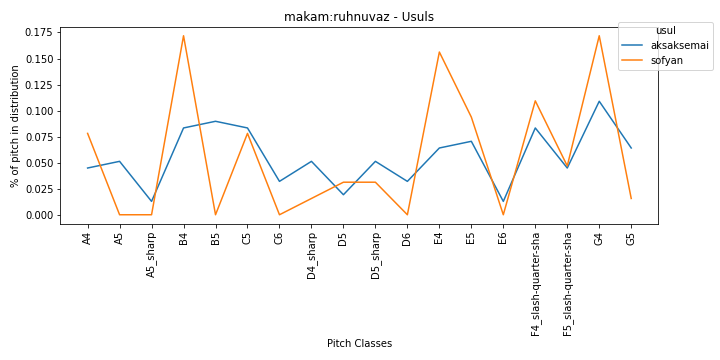 makam:ruhnuvaz - Usuls
usul
aksaksemai
sofyan
% of pitch in distribution
0.175
0.150
0.125
0.100
0.075
0.050
0.025
0.000
A4
A5
A5_sharp
B4
B5
C5
C6
D4_sharp
D5
D5_sharp
D6
E4
E5
E6
F4_slash-quarter-sha
F5_slash-quarter-sha
G4
G5
Pitch Classes